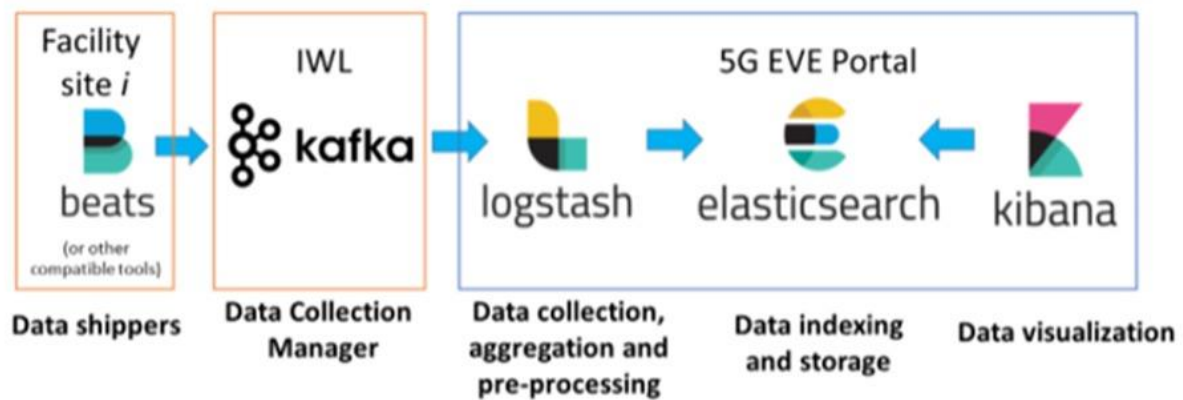 Facility
site i
beats
(or other
compatible tools)
Data shippers
IWL
kafka
Data Collection
Manager
5G EVE Portal
logstash
elasticsearch
kibana
Data collection,
aggregation and
pre-processing
Data indexing
and storage
Data visualization